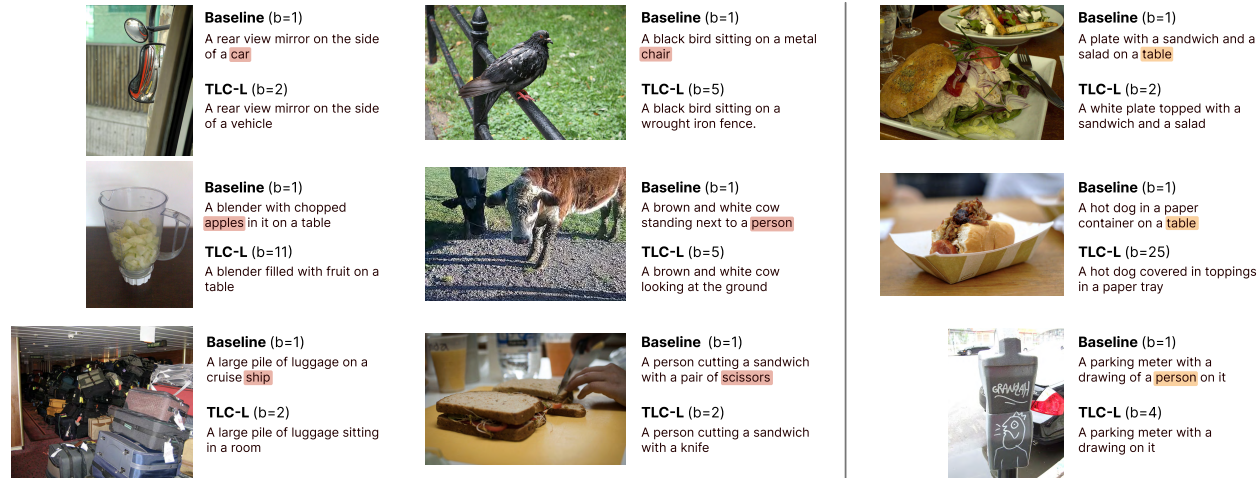 Baseline (b=1)
A rear view mirror on the side
of a car
TLC-L (b=2)
A rear view mirror on the side
of a vehicle
Baseline (b=1)
A black bird sitting on a metal
chair
TLC-L (b=5)
A black bird sitting on a
wrought iron fence.
Baseline (b=1)
A plate with a sandwich and a
salad on a table
TLC-L (b=2)
A white plate topped with a
sandwich and a salad
Baseline (b=1)
A blender with chopped
apples in it on a table
TLC-L (b=11)
A blender filled with fruit on a
table
Baseline (b=1)
A brown and white cow
standing next to a person
TLC-L (b=5)
A brown and white cow
looking at the ground
Baseline (b=1)
A hot dog in a paper
container on a table
TLC-L (b=25)
A hot dog covered in toppings
in a paper tray
Baseline (b=1)
A large pile of luggage on a
cruise ship
TLC-L (b=2)
A large pile of luggage sitting
in a room
Baseline (b=1)
A person cutting a sandwich
with a pair of scissors
TLC-L (b=2)
A person cutting a sandwich
with a knife
Baseline (b=1)
A parking meter with a
drawing of a person on it
TLC-L (b=4)
A parking meter with a
drawing on it